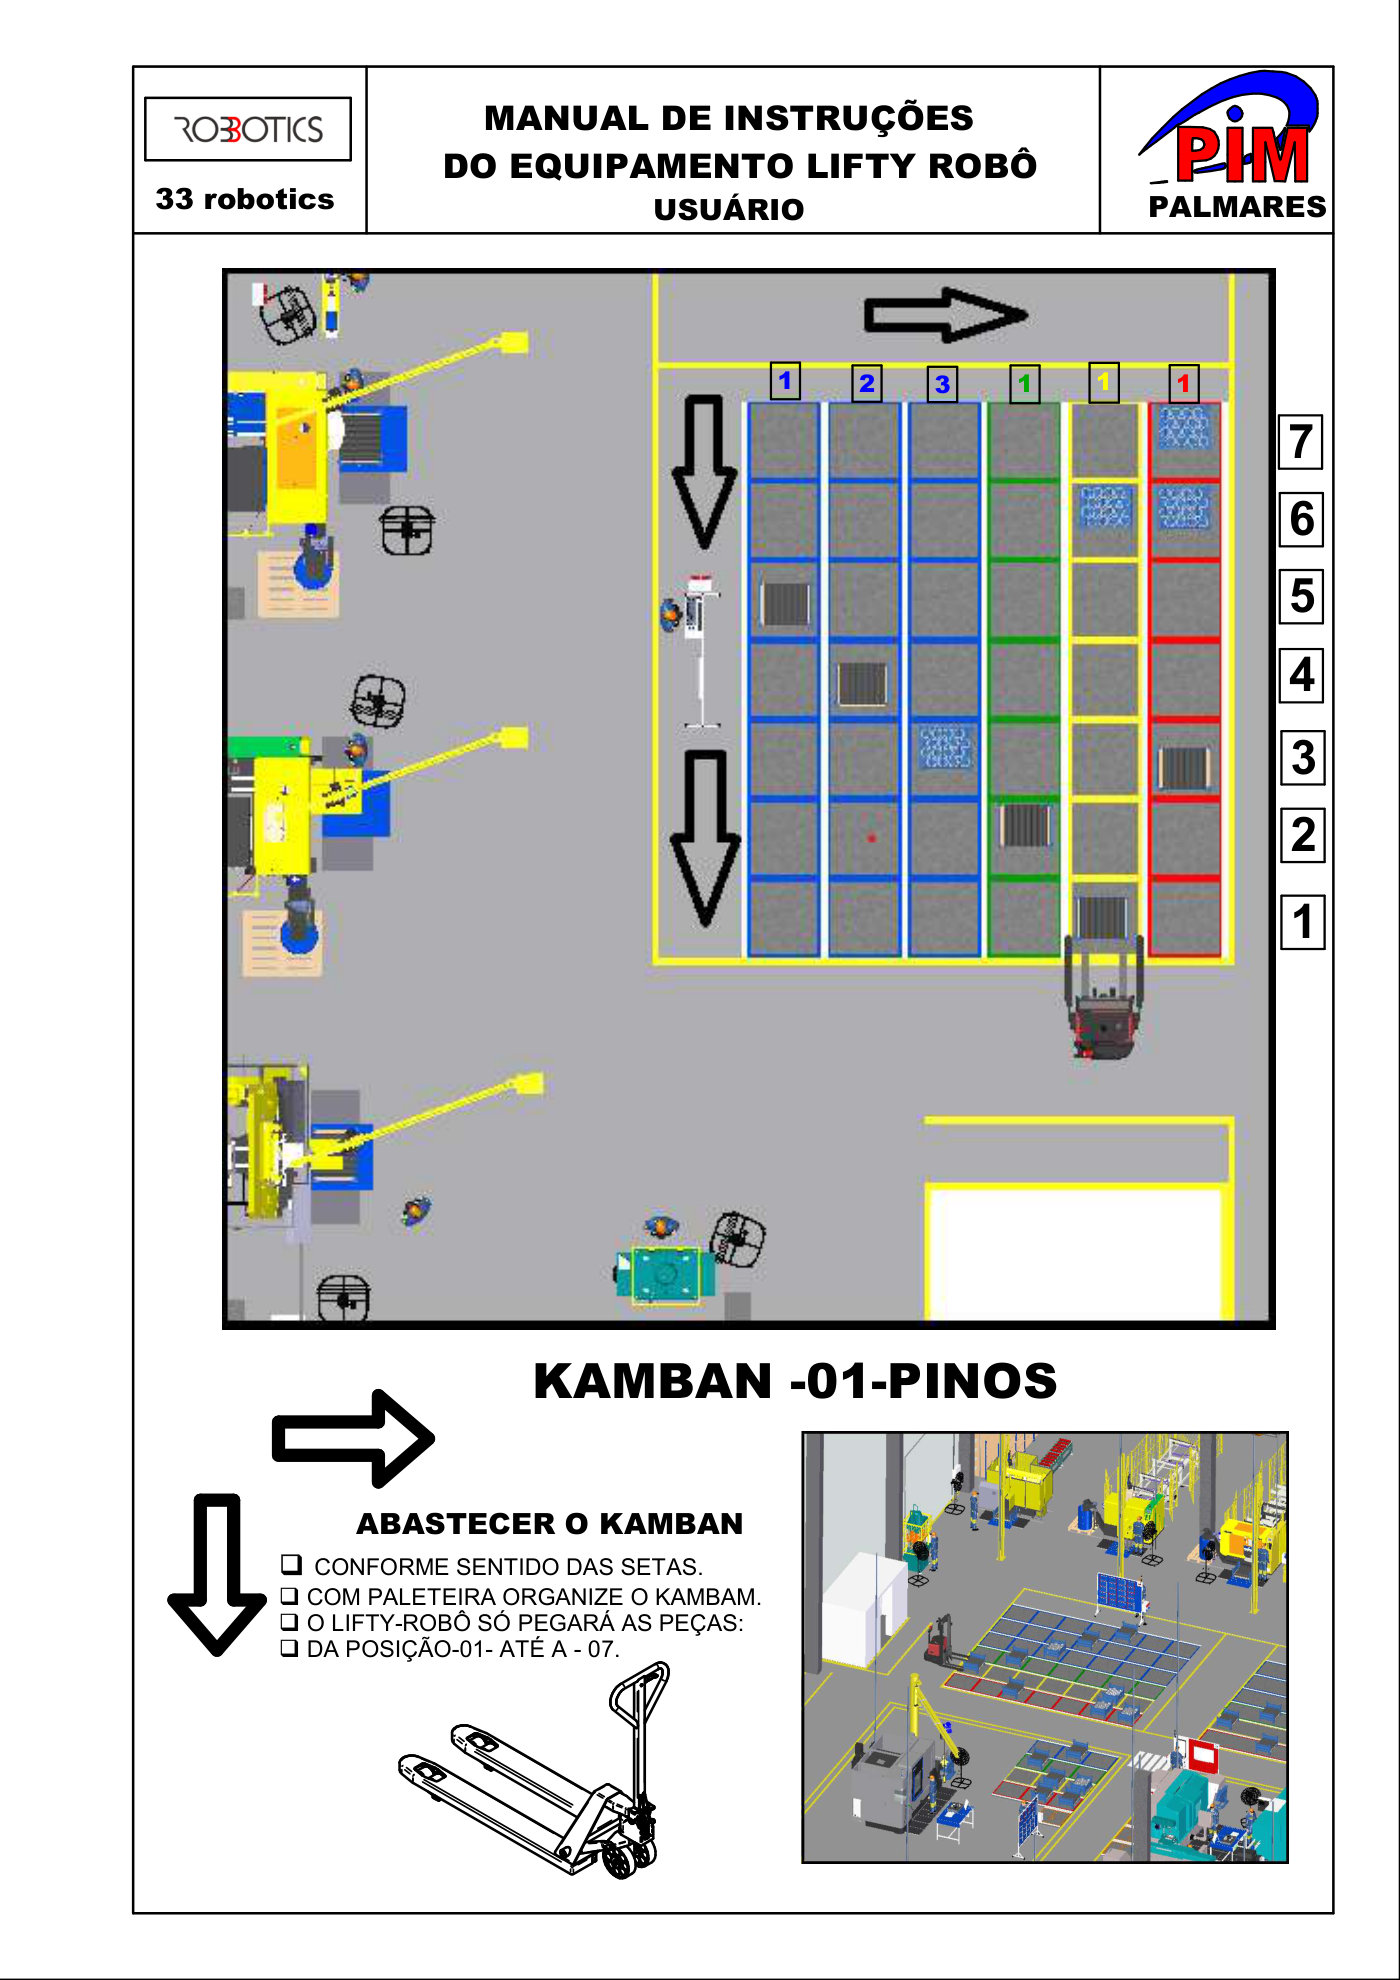 ROBBOTICS
33 robotics
MANUAL DE INSTRUÇÕES
DO EQUIPAMENTO LIFTY ROBÔ
USUÁRIO
PIM
PALMARES
1 2 3 1 1 1
7
6
5
4
3
2
1
KAMBAN -01-PINOS
ABASTECER O KAMBAN
CONFORME SENTIDO DAS SETAS.
COM PALETEIRA ORGANIZE O KAMBAM.
O LIFTY-ROBÔ SÓ PEGARÁ AS PEÇAS:
DA POSIÇÃO-01- ATÉ A - 07.